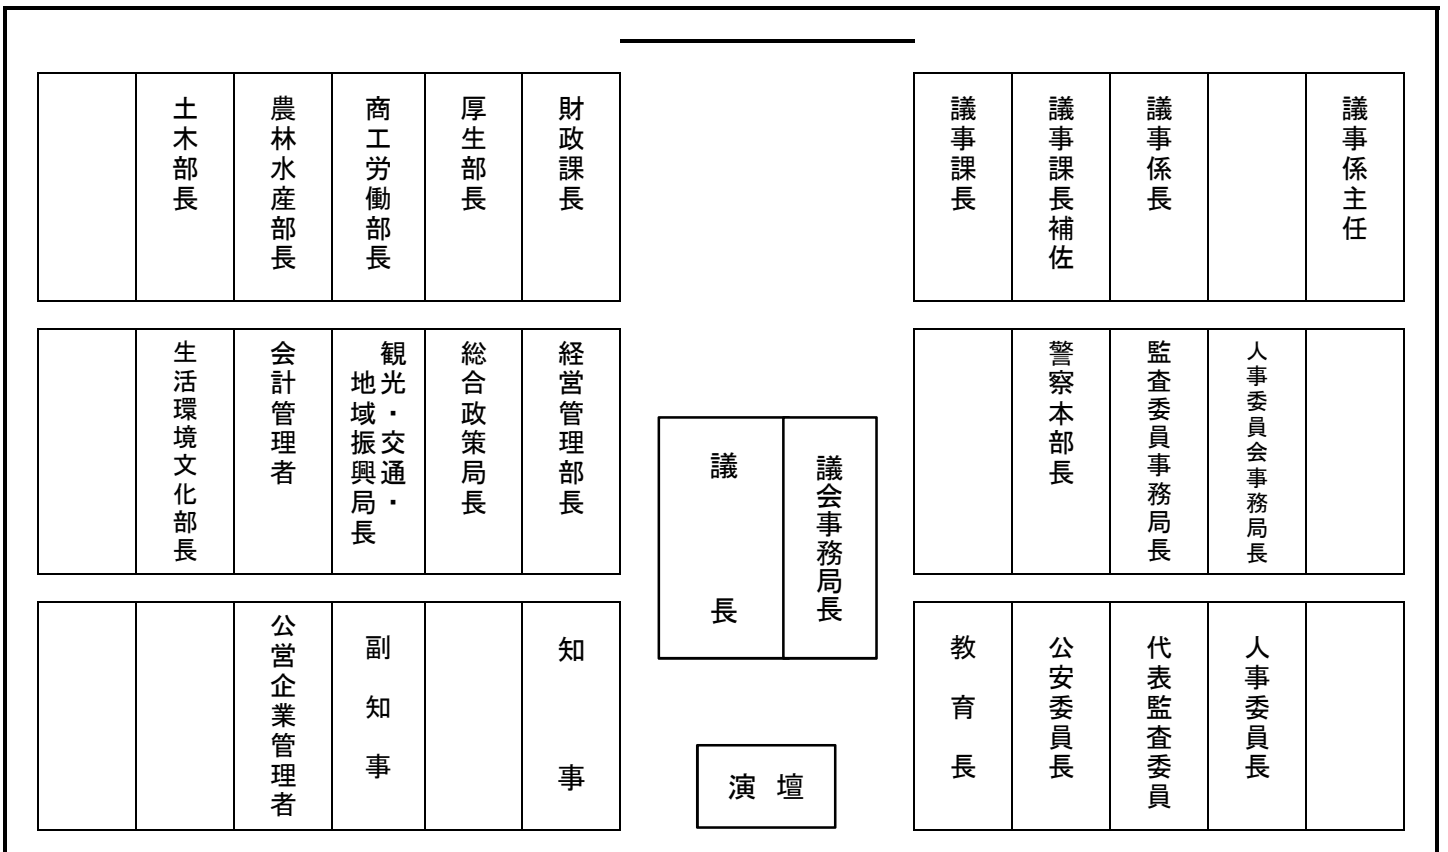 土木部長
農林水産部長
商工労働部長
厚生部長
財政課長
議事課長
議事課長補佐
議事係長
議事係主任
生活環境文化部長
会計管理者
観光・交通・
地域振興局長
総合政策局長
経営管理部長
議長
議会事務局長
警察本部長
監査委員事務局長
人事委員会事務局長
公営企業管理者
副知事
知事
演壇
教育長
公安委員長
代表監査委員
人事委員長